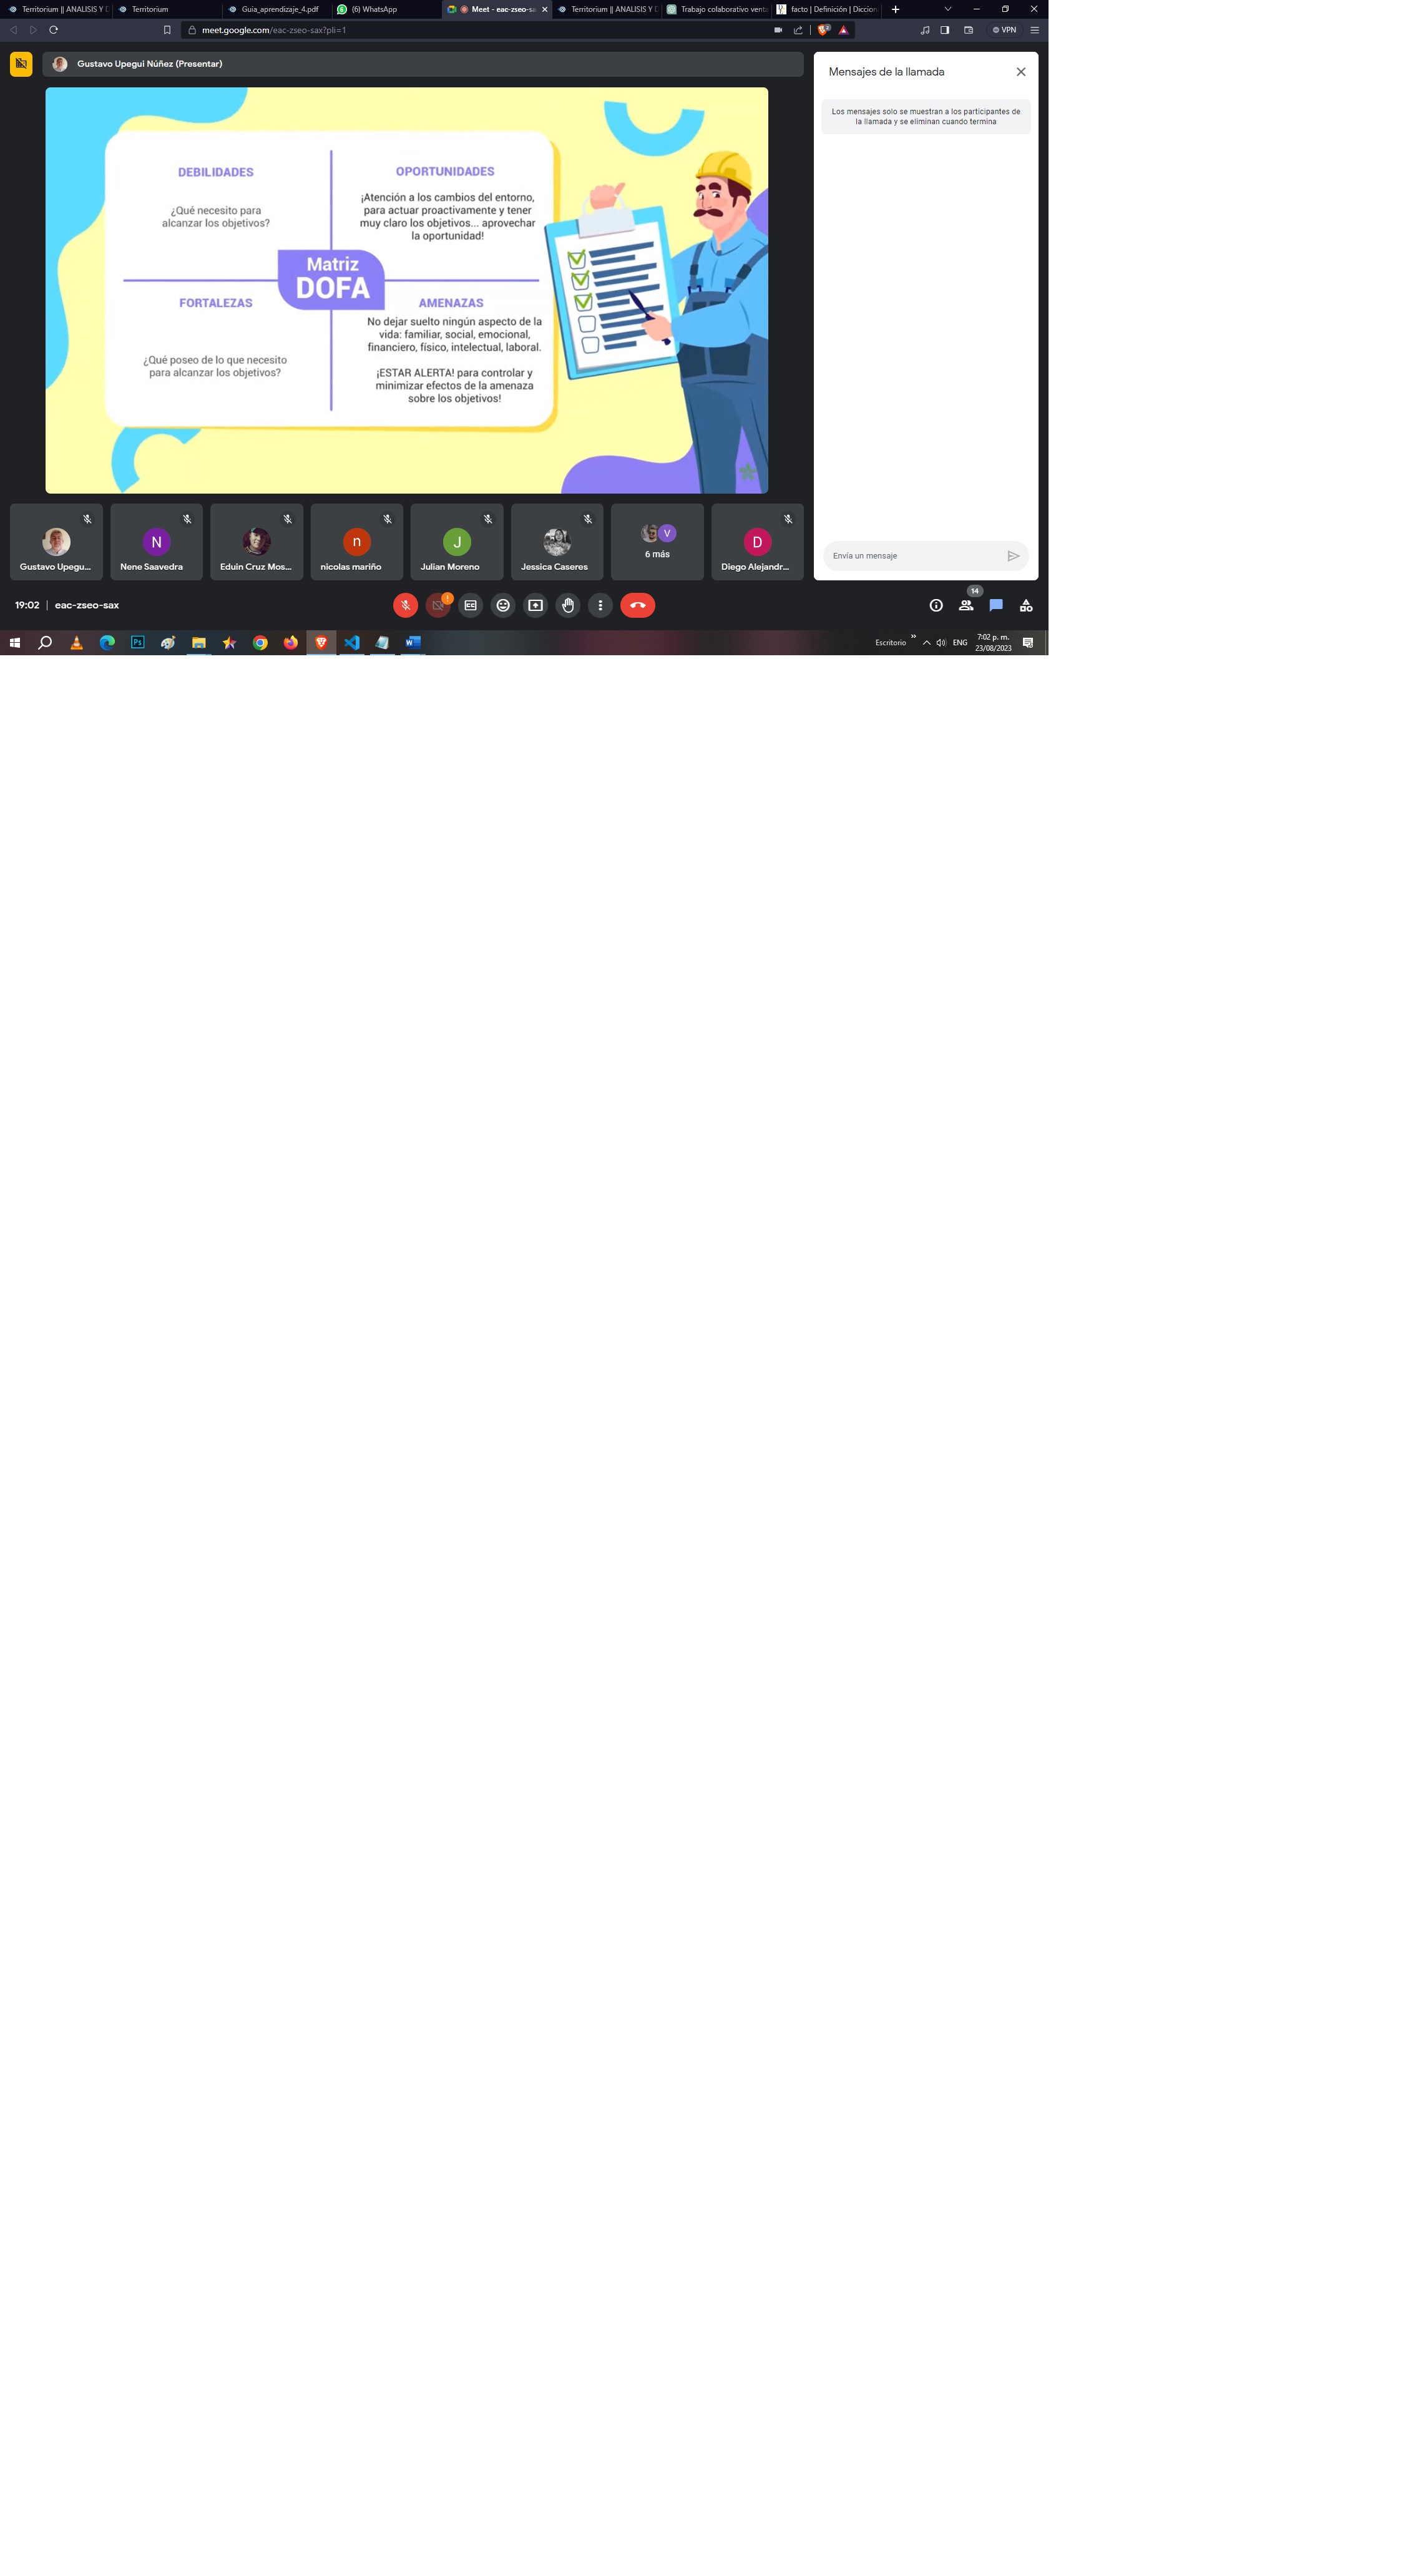 Territorium || ANALISIS Y D
Territorium
Guia_aprendizaje_4.pdf
(6) WhatsApp
Meet - eac-zseo-sa
Territorium || ANALISIS Y D
Trabajo colaborativo venta
facto | Definición | Diccion
meet.google.com/eac-zseo-sax?pli=1
2
VPN
Gustavo Upegui Núñez (Presentar)
DEBILIDADES
¿Qué necesito para
alcanzar los objetivos?
OPORTUNIDADES
¡Atención a los cambios del entorno,
para actuar proactivamente y tener
muy claro los objetivos... aprovechar
la oportunidad!
Matriz
DOFA
FORTALEZAS
¿Qué poseo de lo que necesito
para alcanzar los objetivos?
AMENAZAS
No dejar suelto ningún aspecto de la
vida: familiar, social, emocional,
financiero, físico, intelectual, laboral.
¡ESTAR ALERTA! para controlar y
minimizar efectos de la amenaza
sobre los objetivos!
Mensajes de la llamada
Los mensajes solo se muestran a los participantes de
la llamada y se eliminan cuando termina
Envía un mensaje
Gustavo Upegu...
N
Nene Saavedra
Eduin Cruz Mos...
n
nicolas mariño
J
Julian Moreno
Jessica Caseres
V
6 más
D
Diego Alejandr...
19:02 | eac-zseo-sax
CC
14
Ps
W
Escritorio
ENG
7:02 p. m.
23/08/2023